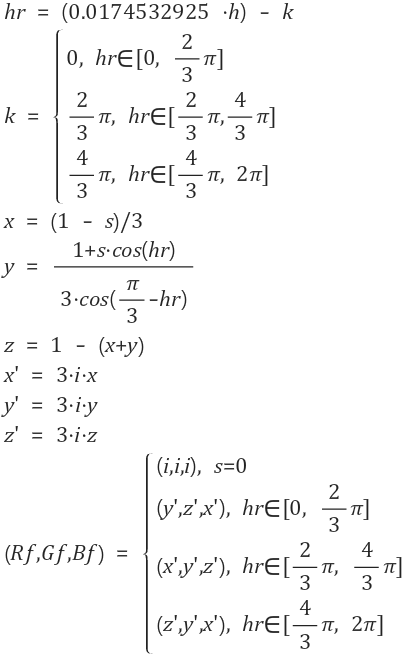 hr = (0.0174532925 ·h) - k
k = { 0, hr∈[0, 2/3 π]
2/3 π, hr∈[2/3 π, 4/3 π]
4/3 π, hr∈[4/3 π, 2π]
x = (1 - s)/3
y = 1+s·cos(hr) / 3·cos(π/3 -hr)
z = 1 - (x+y)
x' = 3·i·x
y' = 3·i·y
z' = 3·i·z
(Rf,Gf,Bf) = { (i,i,i), s=0
(y',z',x'), hr∈[0, 2/3 π]
(x',y',z'), hr∈[2/3 π, 4/3 π]
(z',y',x'), hr∈[4/3 π, 2π]